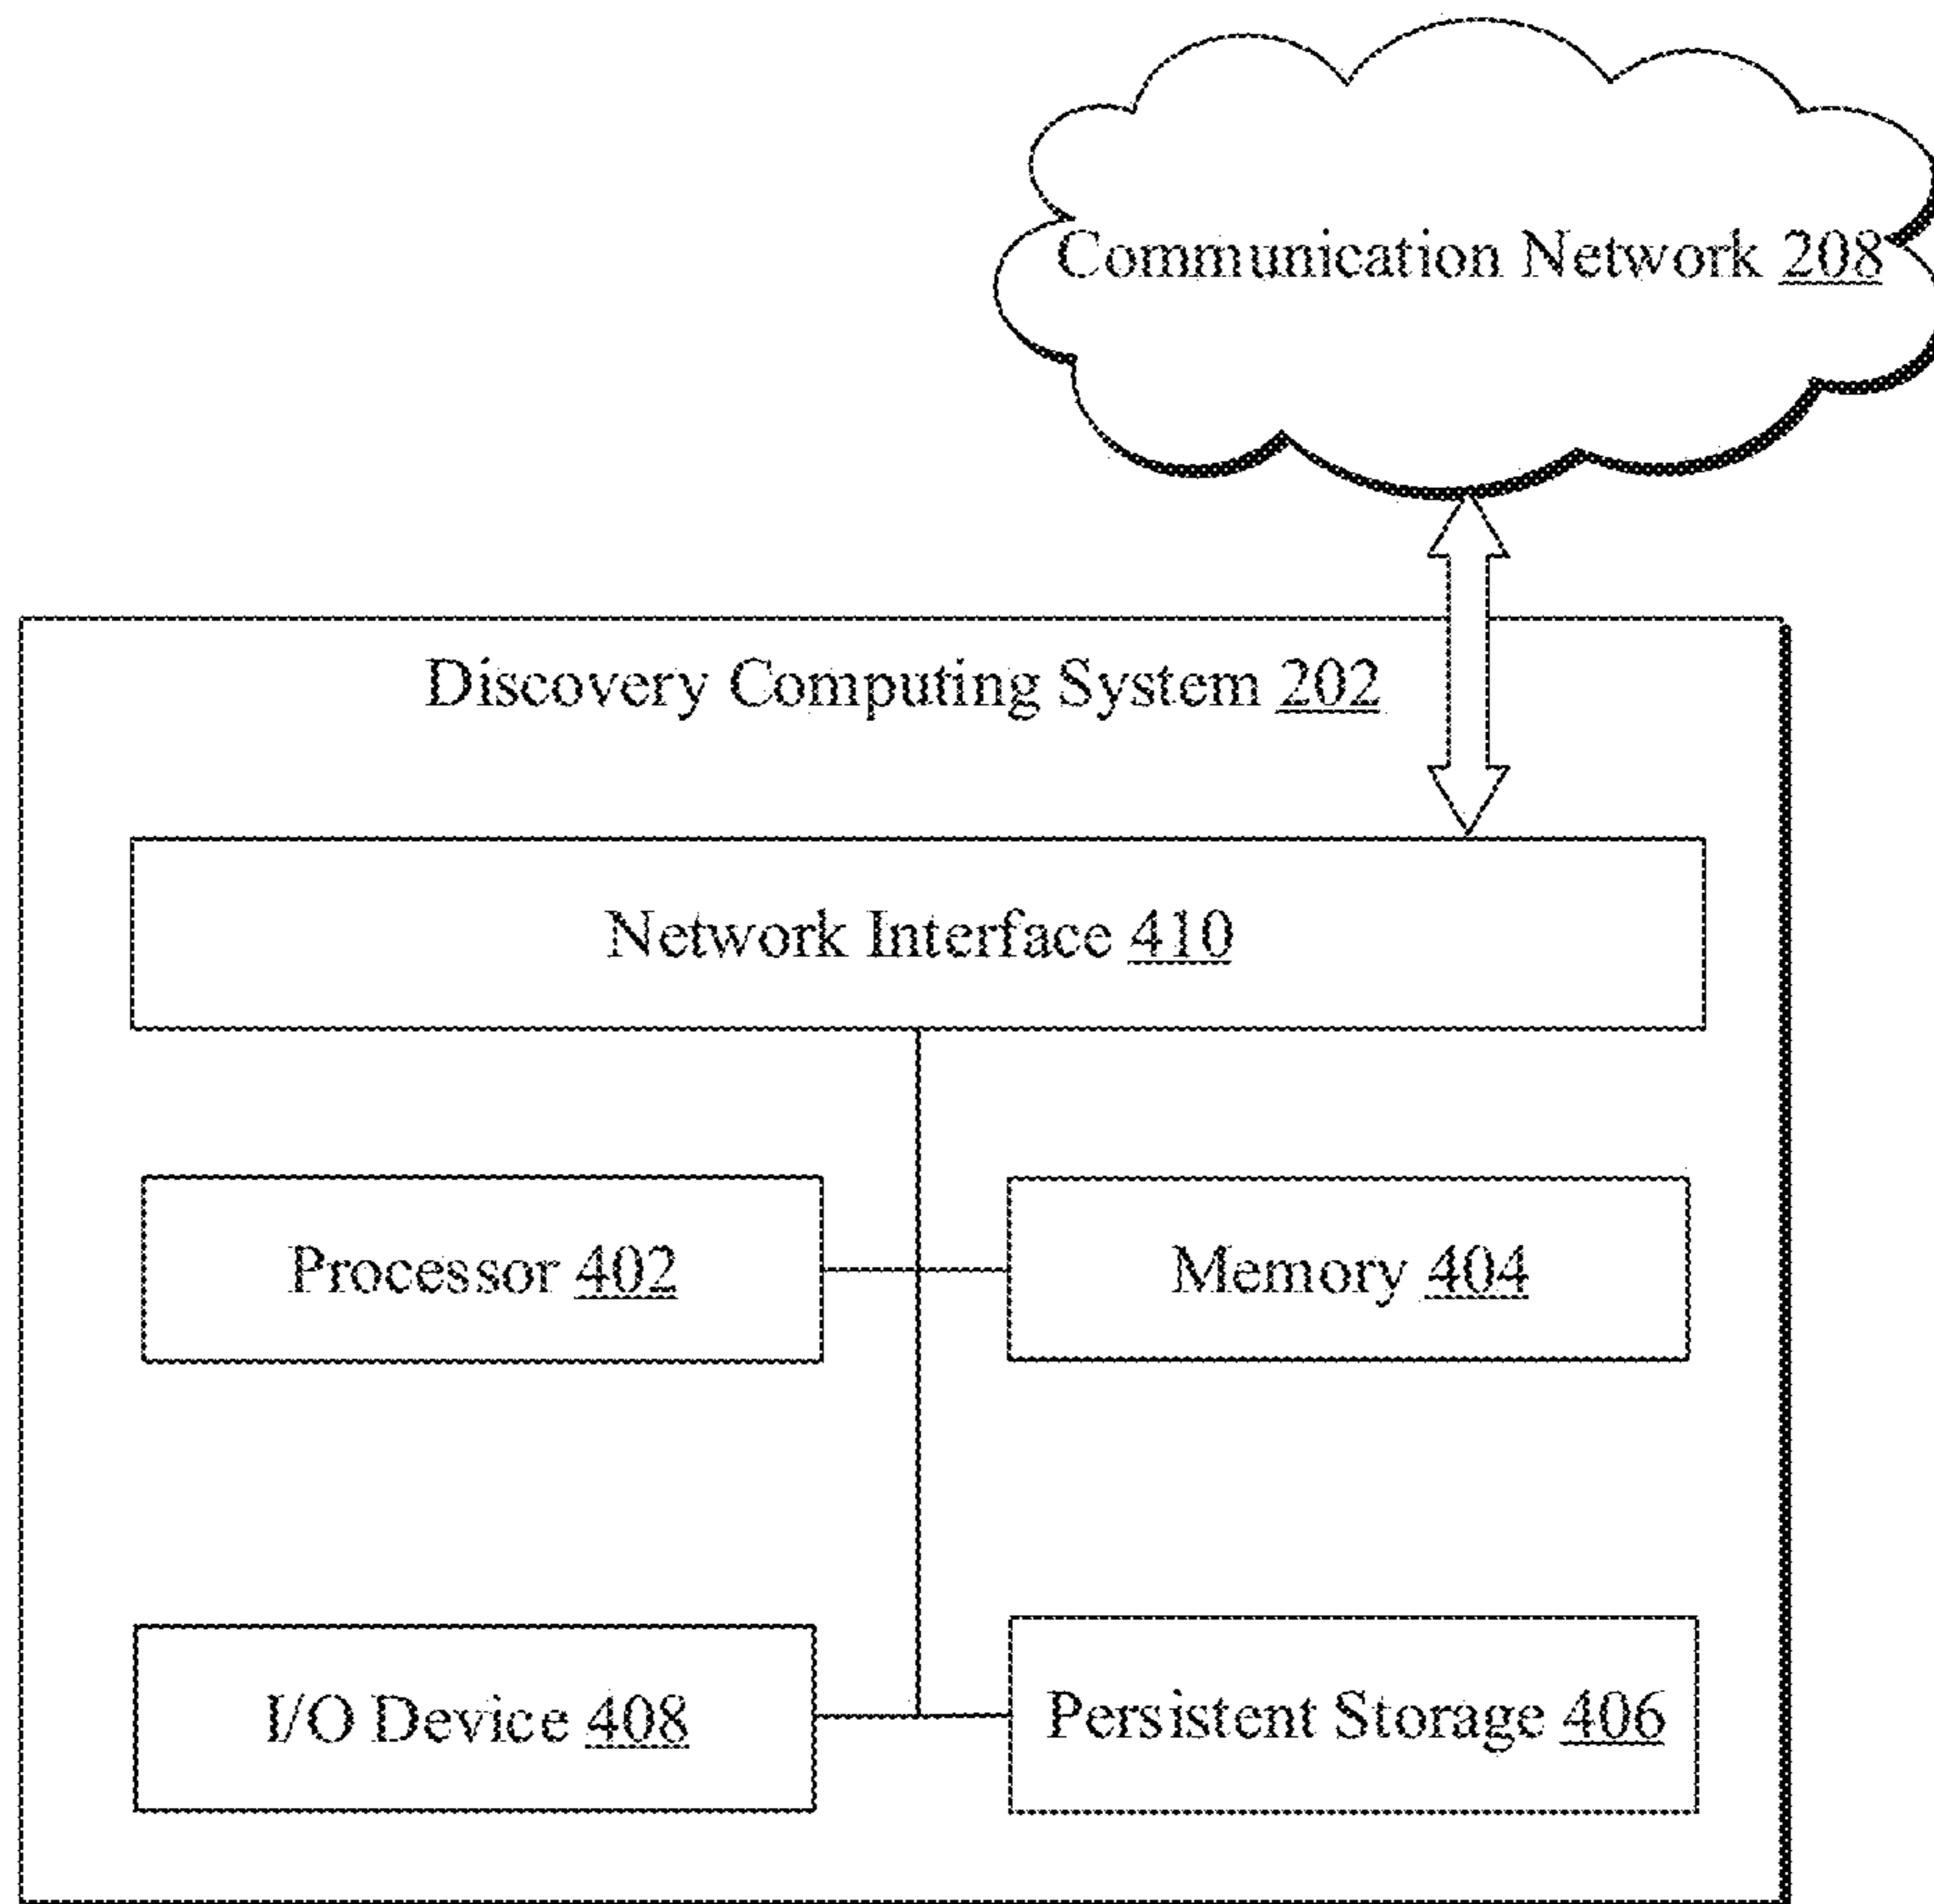 Communication Network 208
Discovery Computing System 202
Network Interface 410
Processor 402
Memory 404
I/O Device 408
Persistent Storage 406